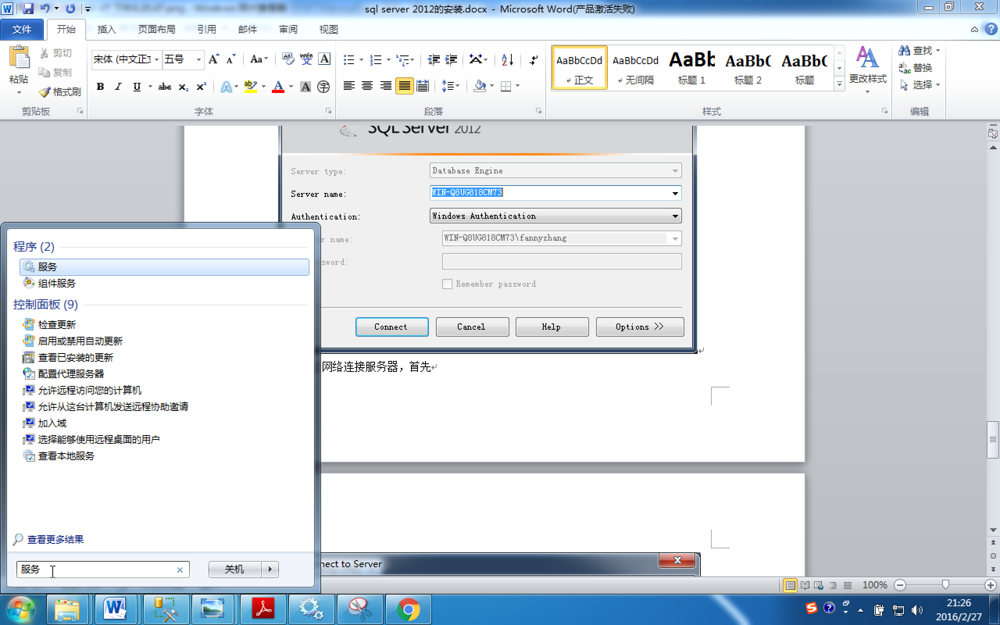 sql server 2012的安装.docx - Microsoft Word(产品激活失败)
文件 开始 插入 页面布局 引用 邮件 审阅 视图
粘贴 剪切 复制 格式刷
剪贴板
宋体 (中文正文 五号
字体
段落
AaBbCcDd AaBbCcDd AaBb AaBbC AaBbC
正文 无间隔 标题 1 标题 2 标题
更改样式
样式
查找
替换
选择
编辑
SQL Server 2012
Server type: Database Engine
Server name: WIN-Q8UG818CM73
Authentication: Windows Authentication
r name: WIN-Q8UG818CM73\fannyzhang
sword:
Remember password
Connect Cancel Help Options >>
网络连接服务器，首先
nect to Server
程序 (2)
服务
组件服务
控制面板 (9)
检查更新
启用或禁用自动更新
查看已安装的更新
配置代理服务器
允许远程访问您的计算机
允许从这台计算机发送远程协助邀请
加入域
选择能够使用远程桌面的用户
查看本地服务
查看更多结果
服务 关机
100%
21:26
2016/2/27